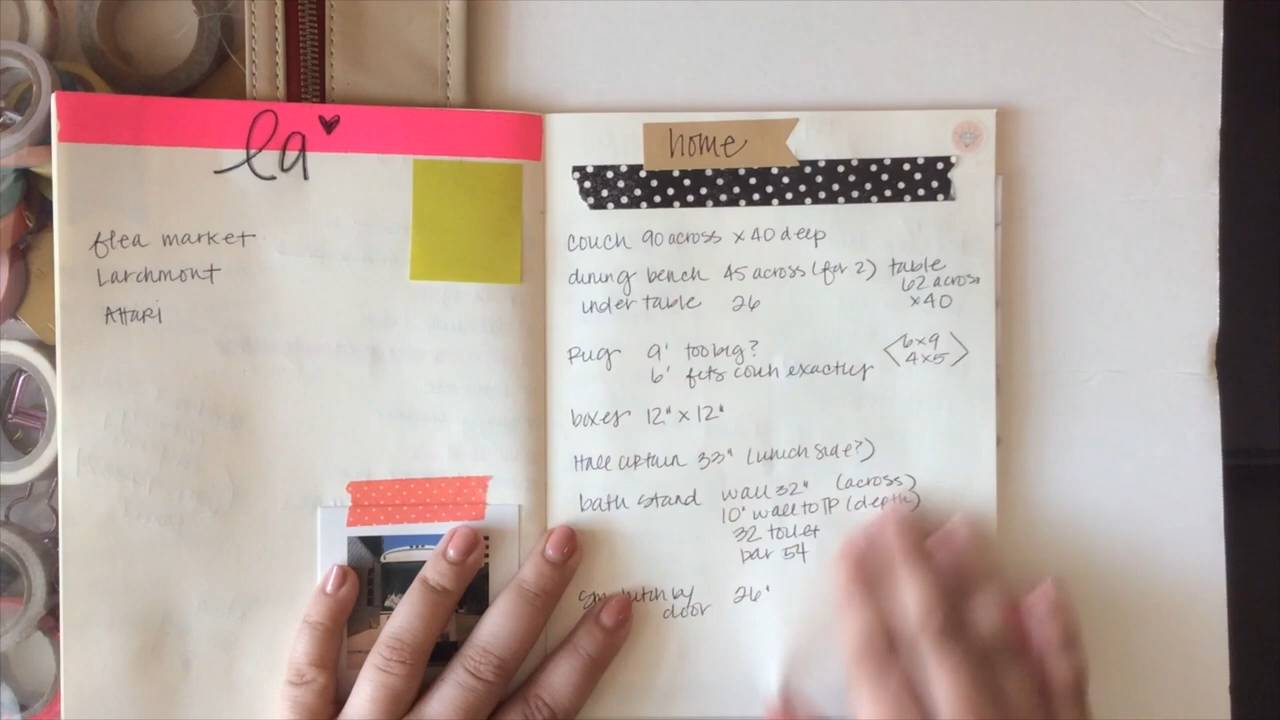 la
flea market
Larchmont
Attari
home
couch 90 across x 40 deep
dining bench 45 across (for 2) table
62 across
under table 26 x40
rug 9' too big?
6' fits couch exactly
6x9
4x5
boxes 12" x 12"
Hall curtain 33" (which side?)
bath stand wall 32" (across)
10" wall to TP (depth)
32 toilet
bar 54
by
door 26"